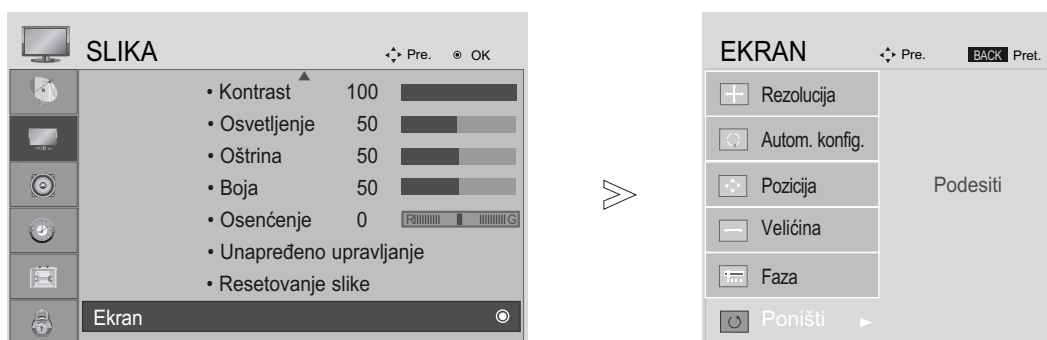 SLIKA Pre. OK
• Kontrast 100
• Osvetljenje 50
• Oštrina 50
• Boja 50
• Osenćenje 0 R G
• Unapređeno upravljanje
• Resetovanje slike
Ekran
EKRAN Pre. BACK Pret.
Rezolucija
Autom. konfig.
Pozicija
Podesiti
Velićina
Faza
Poništi